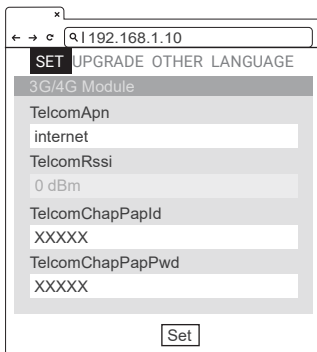 192.168.1.10
SET UPGRADE OTHER LANGUAGE
3G/4G Module
TelcomApn
internet
TelcomRssi
0 dBm
TelcomChapPapId
XXXXX
TelcomChapPapPwd
XXXXX
Set